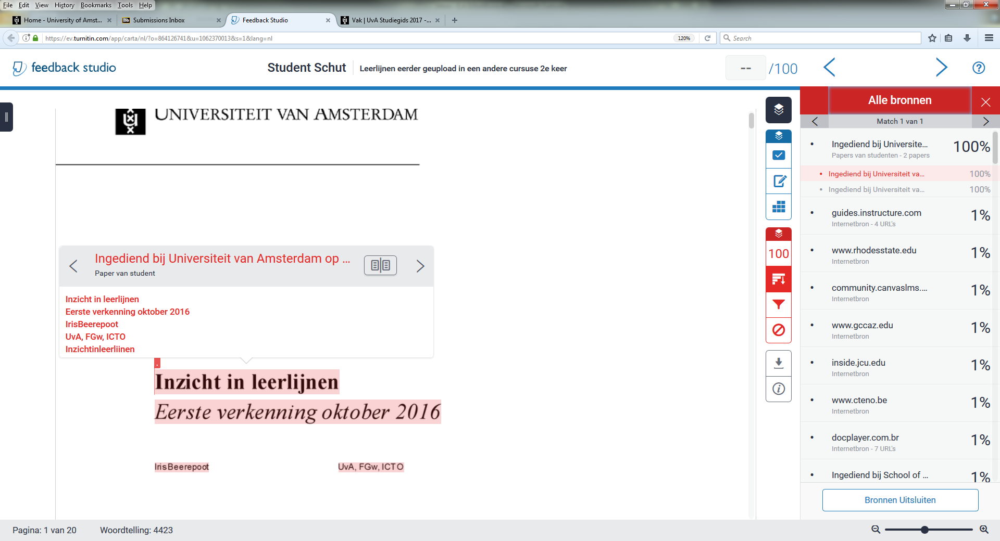 File Edit View History Bookmarks Tools Help
Home - University of Amst...
Bb Submissions Inbox
Feedback Studio
Vak | UvA Studiegids 2017 -...
https://ev.turnitin.com/app/carta/nl/?o=864126741&u=1062370013&s=1&lang=nl
120%
Search
feedback studio
Student Schut
Leerlijnen eerder geupload in een andere cursuse 2e keer
-- /100
UNIVERSITEIT VAN AMSTERDAM
Ingediend bij Universiteit van Amsterdam op ...
Paper van student
Inzicht in leerlijnen
Eerste verkenning oktober 2016
IrisBeerepoot
UvA, FGw, ICTO
Inzichtinleerliinen
Inzicht in leerlijnen
Eerste verkenning oktober 2016
IrisBeerepoot
UvA, FGw, ICTO
100
Alle bronnen
Match 1 van 1
Ingediend bij Universite... 100%
Papers van studenten - 2 papers
Ingediend bij Universiteit va... 100%
Ingediend bij Universiteit va... 100%
guides.instructure.com 1%
Internetbron - 4 URL's
www.rhodesstate.edu 1%
Internetbron
community.canvaslms.... 1%
Internetbron
www.gccaz.edu 1%
Internetbron
inside.jcu.edu 1%
Internetbron
www.cteno.be 1%
Internetbron
docplayer.com.br 1%
Internetbron - 7 URL's
Ingediend bij School of ... 1%
Bronnen Uitsluiten
Pagina: 1 van 20
Woordtelling: 4423